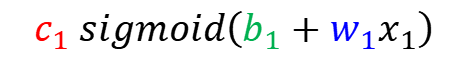 c₁ sigmoid(b₁ + w₁x₁)